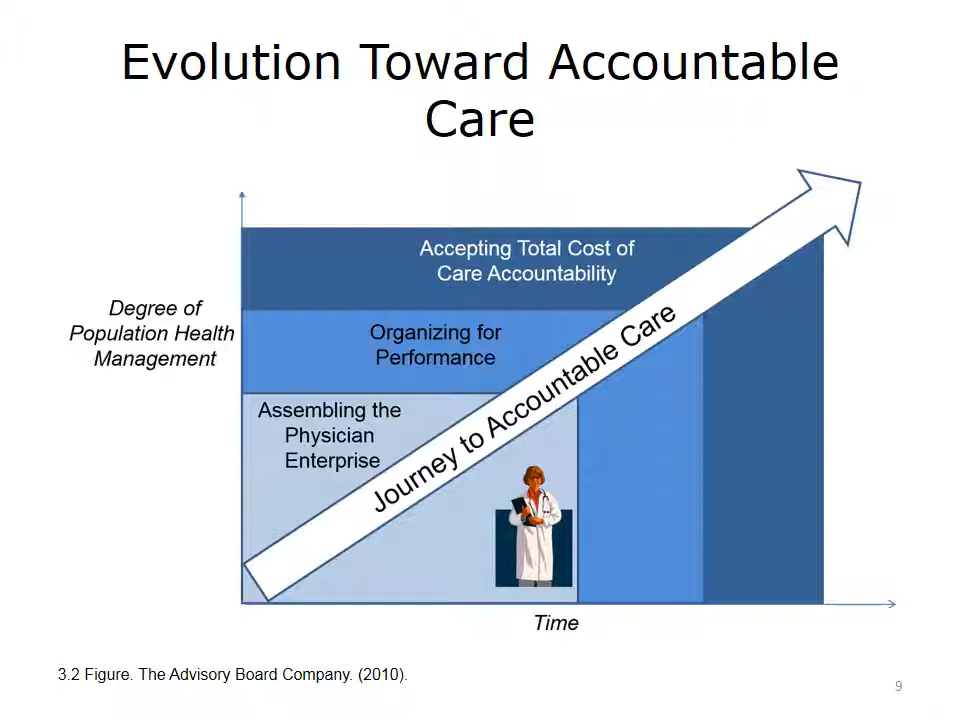 Evolution Toward Accountable
Care
Accepting Total Cost of
Care Accountability
Degree of
Population Health
Management
Organizing for
Performance
Assembling the
Physician
Enterprise
Journey to Accountable Care
Time
3.2 Figure. The Advisory Board Company. (2010).
9